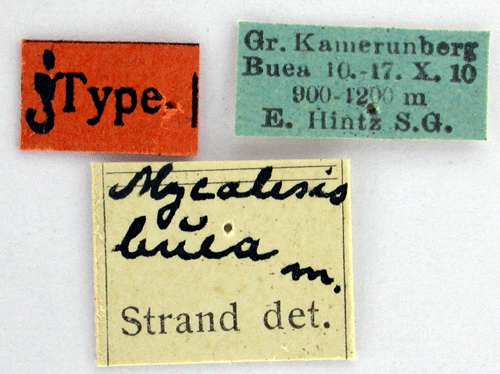 Type.
Gr. Kamerunberg
Buea 10.-17. X. 10
900-1200 m
E. Hintz S.G.
Mycalesis
buea
m.
Strand det.